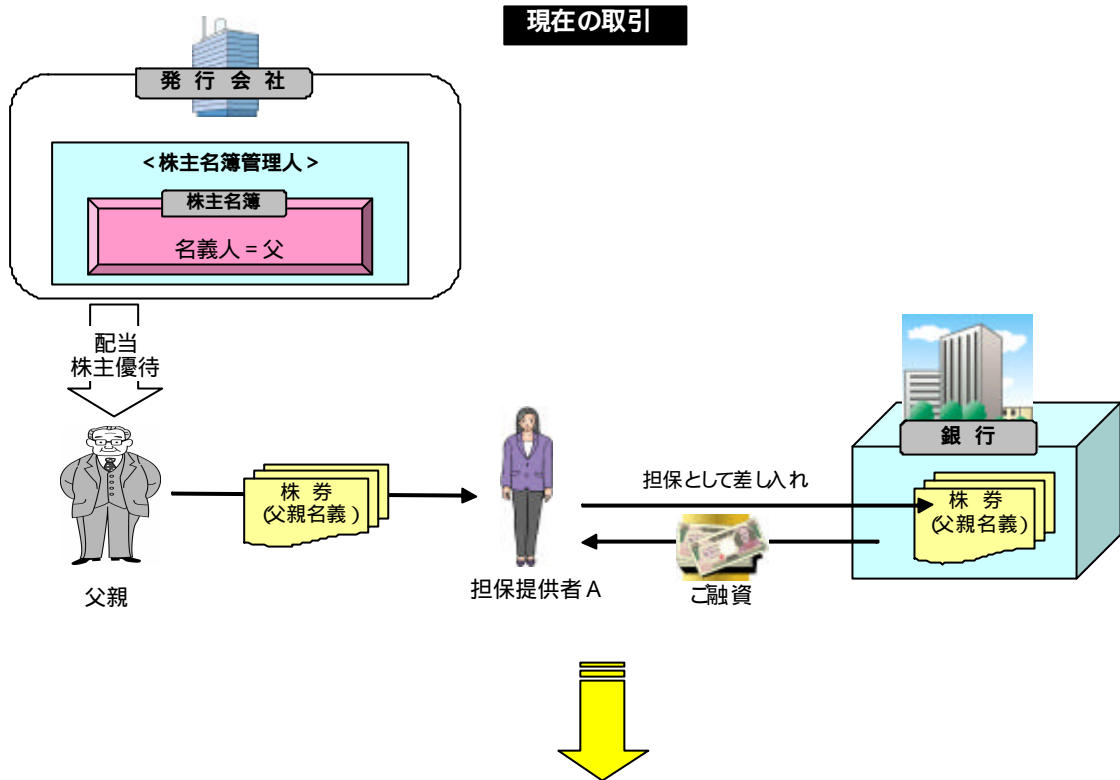 現在の取引
発 行 会 社
<株主名簿管理人>
株主名簿
名義人=父
配当
株主優待
銀 行
株 券
(父親名義)
担保として差し入れ
株 券
(父親名義)
父親
担保提供者A
ご融資